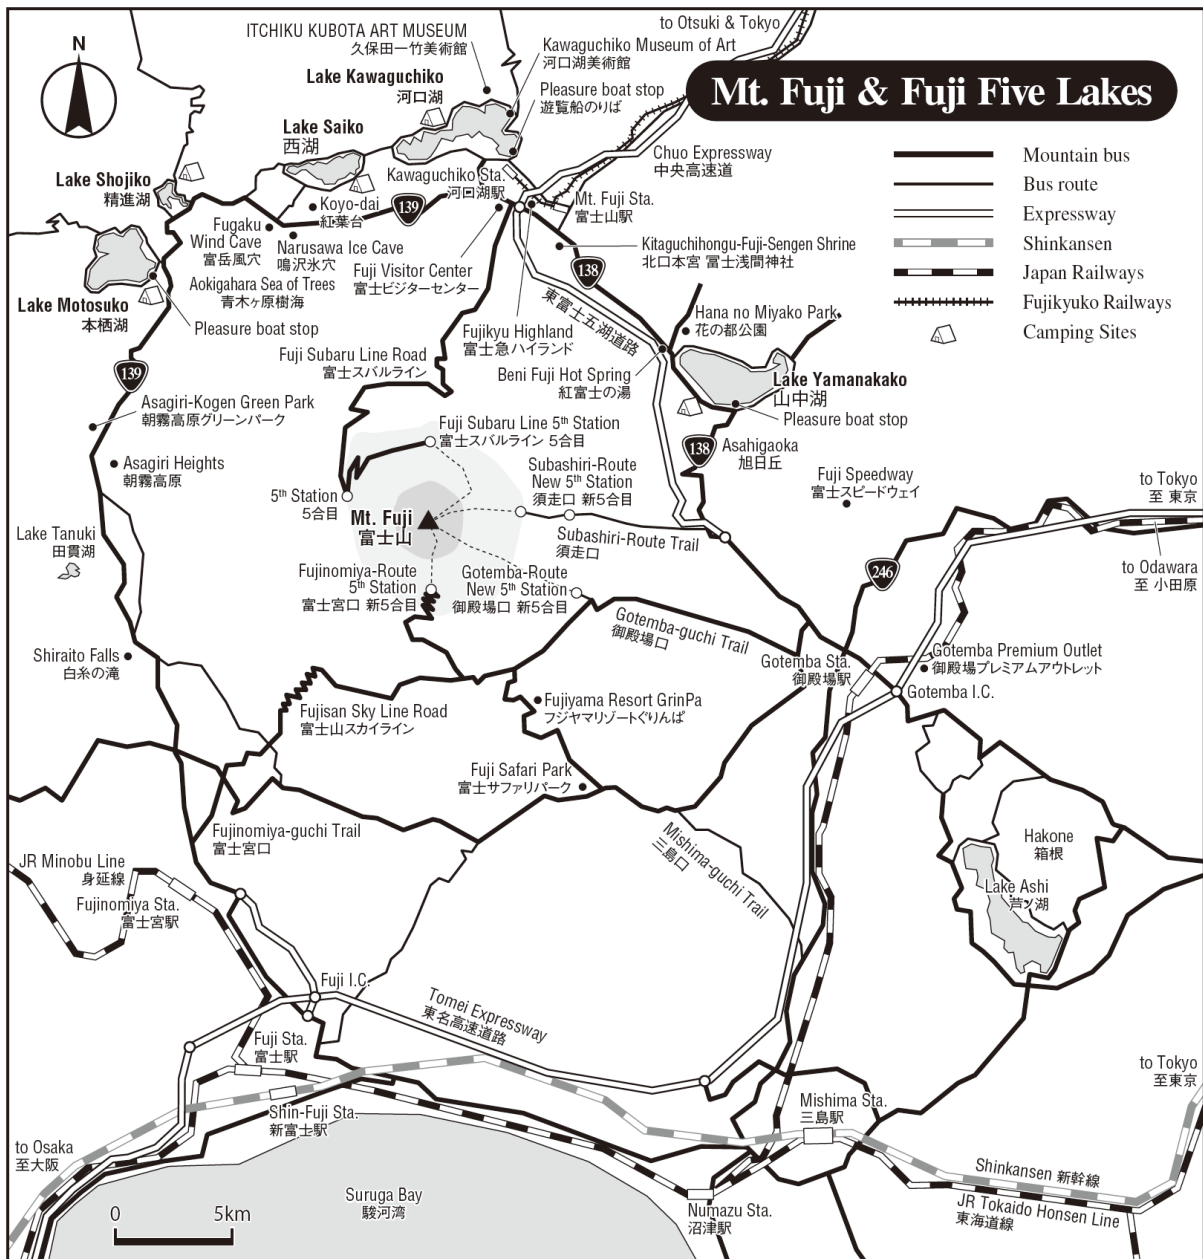 Mt. Fuji & Fuji Five Lakes
N
to Otsuki & Tokyo
ITCHIKU KUBOTA ART MUSEUM
久保田一竹美術館
Kawaguchiko Museum of Art
河口湖美術館
Lake Kawaguchiko
河口湖
Pleasure boat stop
遊覧船のりば
Lake Saiko
西湖
Lake Shojiko
精進湖
Kawaguchiko Sta.
河口湖駅
Chuo Expressway
中央高速道
Mt. Fuji Sta.
富士山駅
Koyo-dai
紅葉台
139
Fugaku
Wind Cave
富岳風穴
Narusawa Ice Cave
鳴沢氷穴
Fuji Visitor Center
富士ビジターセンター
Kitaguchihongu-Fuji-Sengen Shrine
北口本宮 冨士浅間神社
138
Aokigahara Sea of Trees
青木ヶ原樹海
Lake Motosuko
本栖湖
Pleasure boat stop
東富士五湖道路
Hana no Miyako Park
花の都公園
Fujikyu Highland
富士急ハイランド
Fuji Subaru Line Road
富士スバルライン
Beni Fuji Hot Spring
紅富士の湯
Lake Yamanakako
山中湖
Pleasure boat stop
139
Asagiri-Kogen Green Park
朝霧高原グリーンパーク
Fuji Subaru Line 5th Station
富士スバルライン 5合目
138
Asahigaoka
旭日丘
Asagiri Heights
朝霧高原
Subashiri-Route
New 5th Station
須走口 新5合目
Fuji Speedway
富士スピードウェイ
to Tokyo
至 東京
5th Station
5合目
Mt. Fuji
富士山
Lake Tanuki
田貫湖
Subashiri-Route Trail
須走口
to Odawara
至 小田原
246
Fujinomiya-Route
5th Station
富士宮口 新5合目
Gotemba-Route
New 5th Station
御殿場口 新5合目
Gotemba-guchi Trail
御殿場口
Shiraito Falls
白糸の滝
Gotemba Sta.
御殿場駅
Gotemba Premium Outlet
御殿場プレミアムアウトレット
Gotemba I.C.
Fujisan Sky Line Road
富士山スカイライン
Fujiyama Resort GrinPa
フジヤマリゾートぐりんぱ
Fuji Safari Park
富士サファリパーク
Fujinomiya-guchi Trail
富士宮口
Mishima-guchi Trail
三島口
Hakone
箱根
JR Minobu Line
身延線
Lake Ashi
芦ノ湖
Fujinomiya Sta.
富士宮駅
Fuji I.C.
Tomei Expressway
東名高速道路
Fuji Sta.
富士駅
to Tokyo
至東京
Shin-Fuji Sta.
新富士駅
Mishima Sta.
三島駅
to Osaka
至大阪
Shinkansen 新幹線
Suruga Bay
駿河湾
JR Tokaido Honsen Line
東海道線
Numazu Sta.
沼津駅
0 5km
Mountain bus
Bus route
Expressway
Shinkansen
Japan Railways
Fujikyuko Railways
Camping Sites